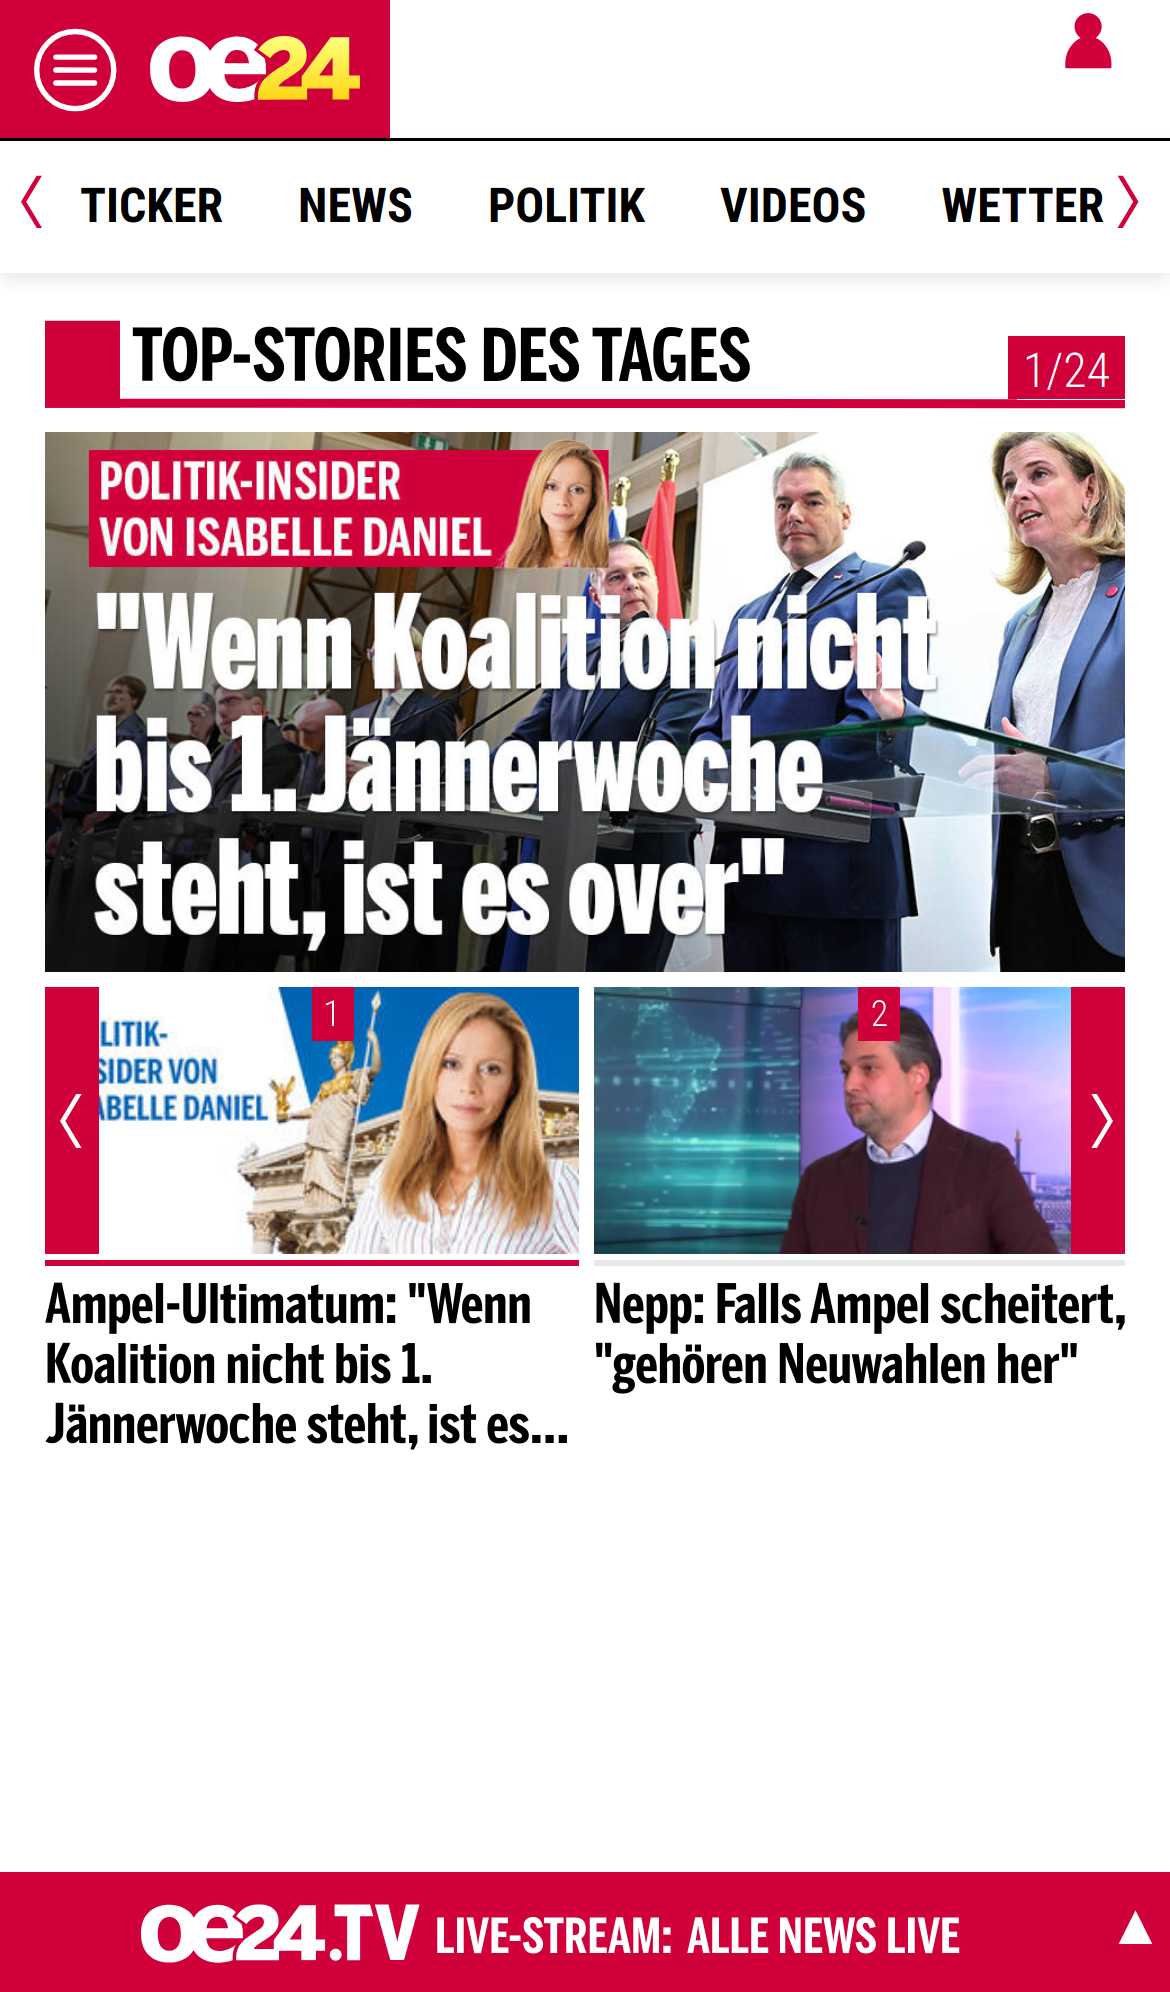 oe24
TICKER NEWS POLITIK VIDEOS WETTER
TOP-STORIES DES TAGES
1/24
POLITIK-INSIDER
VON ISABELLE DANIEL
"Wenn Koalition nicht
bis 1. Jännerwoche
steht, ist es over"
1
LITIK-
SIDER VON
ABELLE DANIEL
2
Ampel-Ultimatum: "Wenn
Koalition nicht bis 1.
Jännerwoche steht, ist es...
Nepp: Falls Ampel scheitert,
"gehören Neuwahlen her"
oe24.TV LIVE-STREAM: ALLE NEWS LIVE